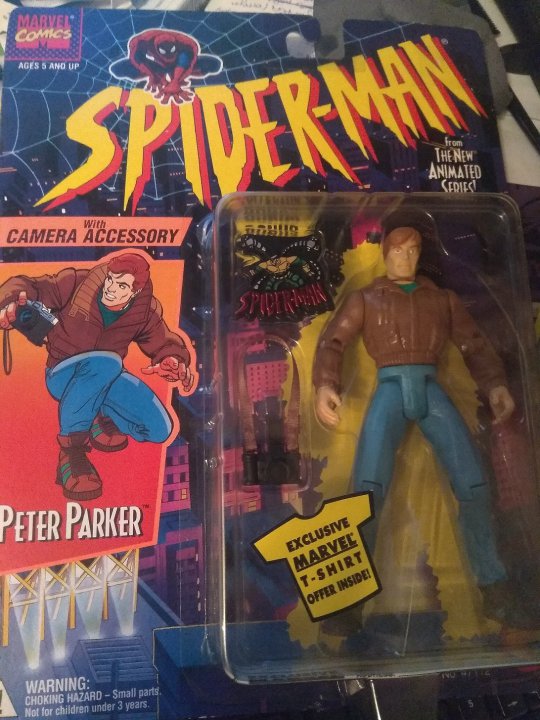 MARVEL
COMICS
M
AGES 5 AND UP
SPIDER-MAN
from
THE NEW
ANIMATED
SERIES!
With
CAMERA ACCESSORY
SPIDER-MAN
PETER PARKER™
EXCLUSIVE
MARVEL
T-SHIRT
OFFER INSIDE!
WARNING:
CHOKING HAZARD – Small parts.
Not for children under 3 years.